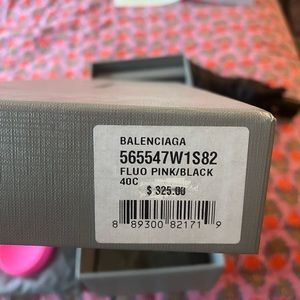 BALENCIAGA
565547W1S82
FLUO PINK/BLACK
40C
$ 325.00
8 89300 82171 9